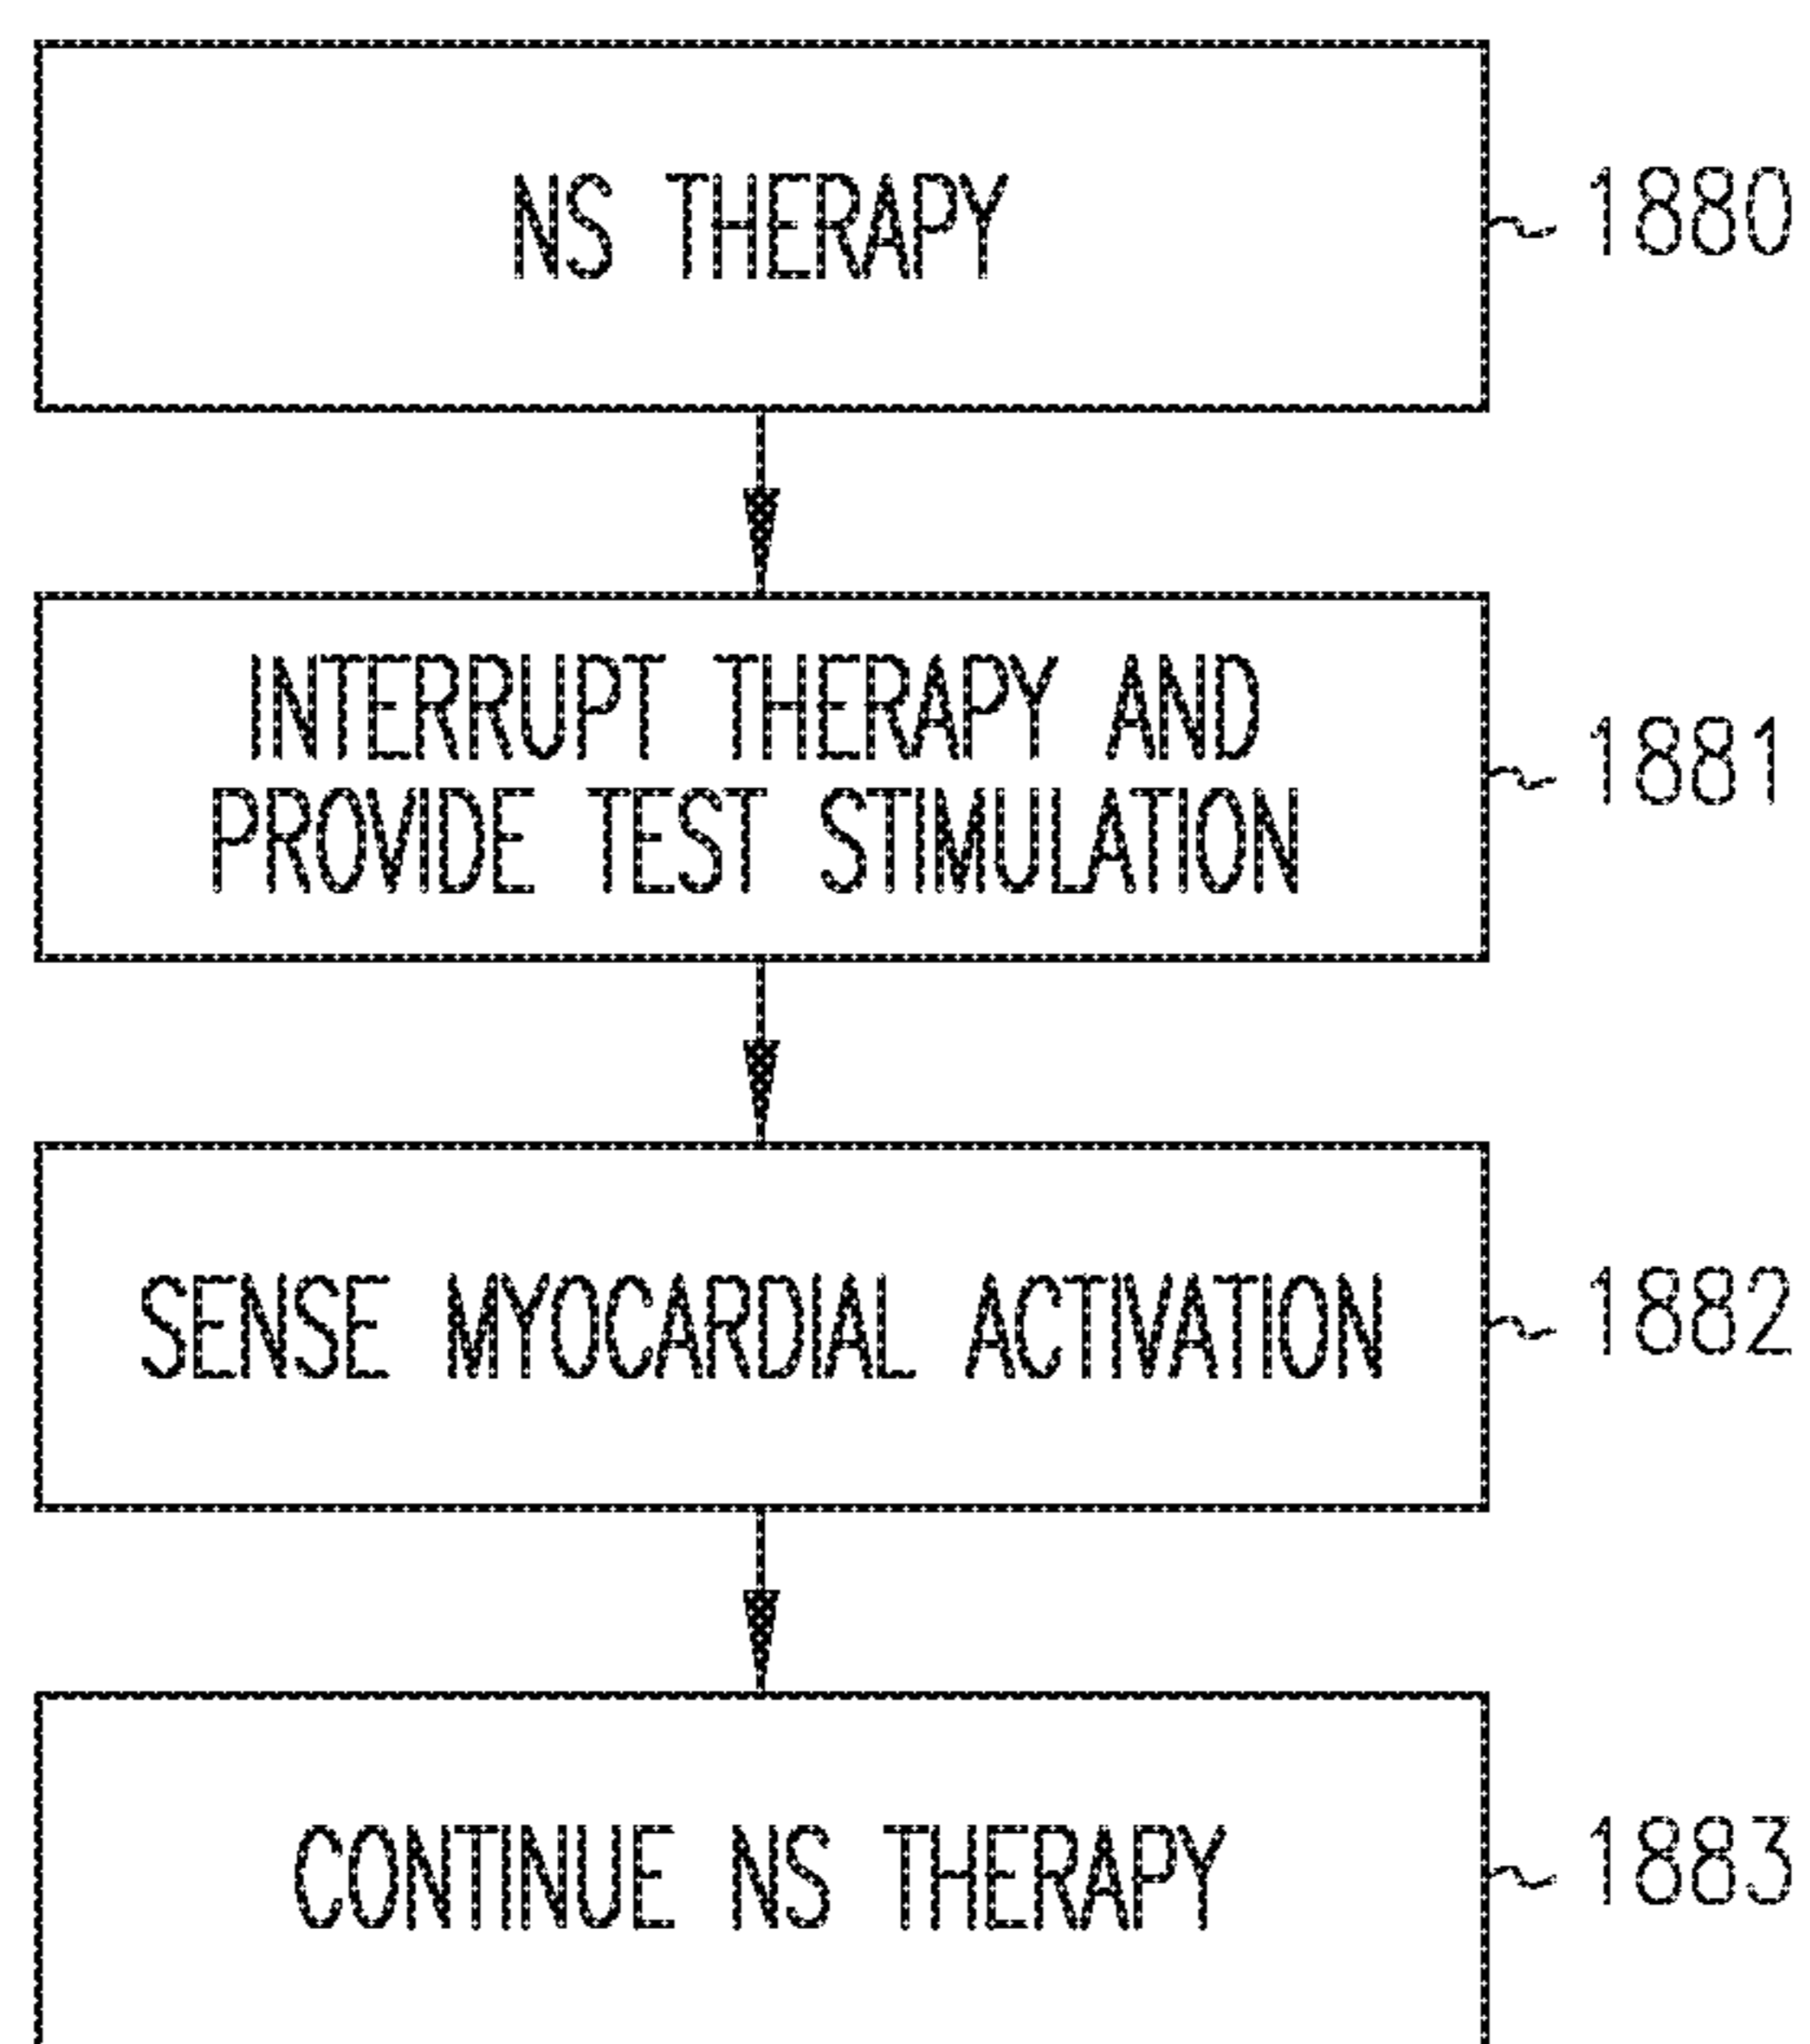 NS THERAPY
1880
INTERRUPT THERAPY AND
PROVIDE TEST STIMULATION
1881
SENSE MYOCARDIAL ACTIVATION
1882
CONTINUE NS THERAPY
1883